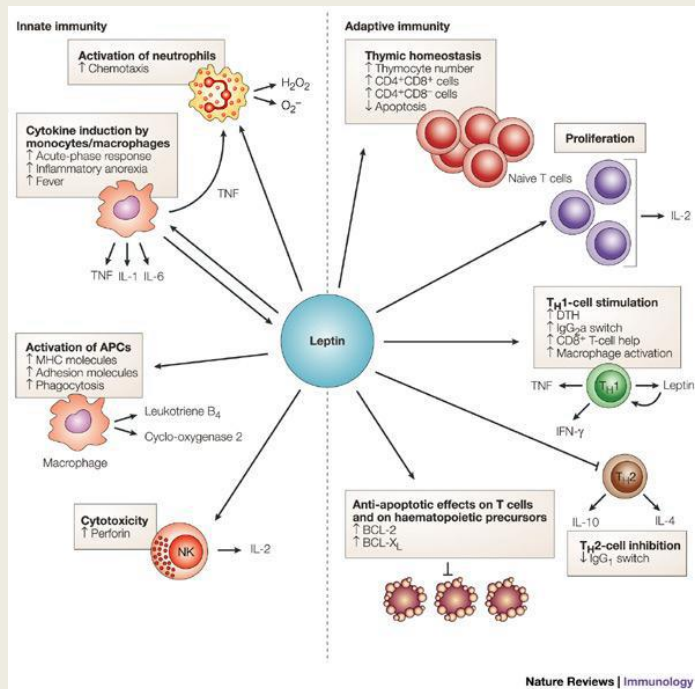 Innate immunity
Activation of neutrophils
↑ Chemotaxis
H₂O₂
O₂⁻
Cytokine induction by
monocytes/macrophages
↑ Acute-phase response
↑ Inflammatory anorexia
↑ Fever
TNF
TNF IL-1 IL-6
Activation of APCs
↑ MHC molecules
↑ Adhesion molecules
↑ Phagocytosis
Leukotriene B₄
Cyclo-oxygenase 2
Macrophage
Cytotoxicity
↑ Perforin
NK
IL-2
Leptin
Adaptive immunity
Thymic homeostasis
↑ Thymocyte number
↑ CD4⁺CD8⁺ cells
↑ CD4⁺CD8⁻ cells
↓ Apoptosis
Naive T cells
Proliferation
IL-2
T_H1-cell stimulation
↑ DTH
↑ IgG₂a switch
↑ CD8⁺ T-cell help
↑ Macrophage activation
TNF
T_H1
Leptin
IFN-γ
T_H2
IL-10
IL-4
T_H2-cell inhibition
↓ IgG₁ switch
Anti-apoptotic effects on T cells
and on haematopoietic precursors
↑ BCL-2
↑ BCL-X_L
Nature Reviews | Immunology